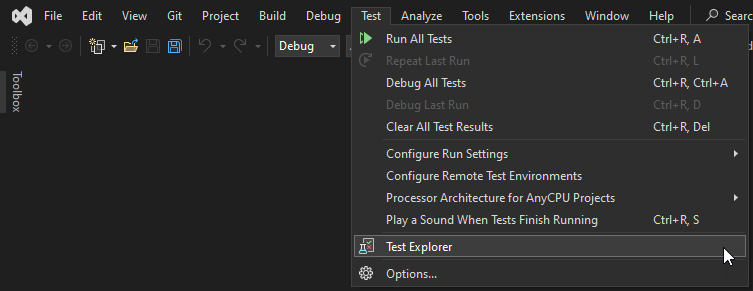 File Edit View Git Project Build Debug Test Analyze Tools Extensions Window Help Search
Debug
Toolbox
Run All Tests Ctrl+R, A
Repeat Last Run Ctrl+R, L
Debug All Tests Ctrl+R, Ctrl+A
Debug Last Run Ctrl+R, D
Clear All Test Results Ctrl+R, Del
Configure Run Settings
Configure Remote Test Environments
Processor Architecture for AnyCPU Projects
Play a Sound When Tests Finish Running Ctrl+R, S
Test Explorer
Options...